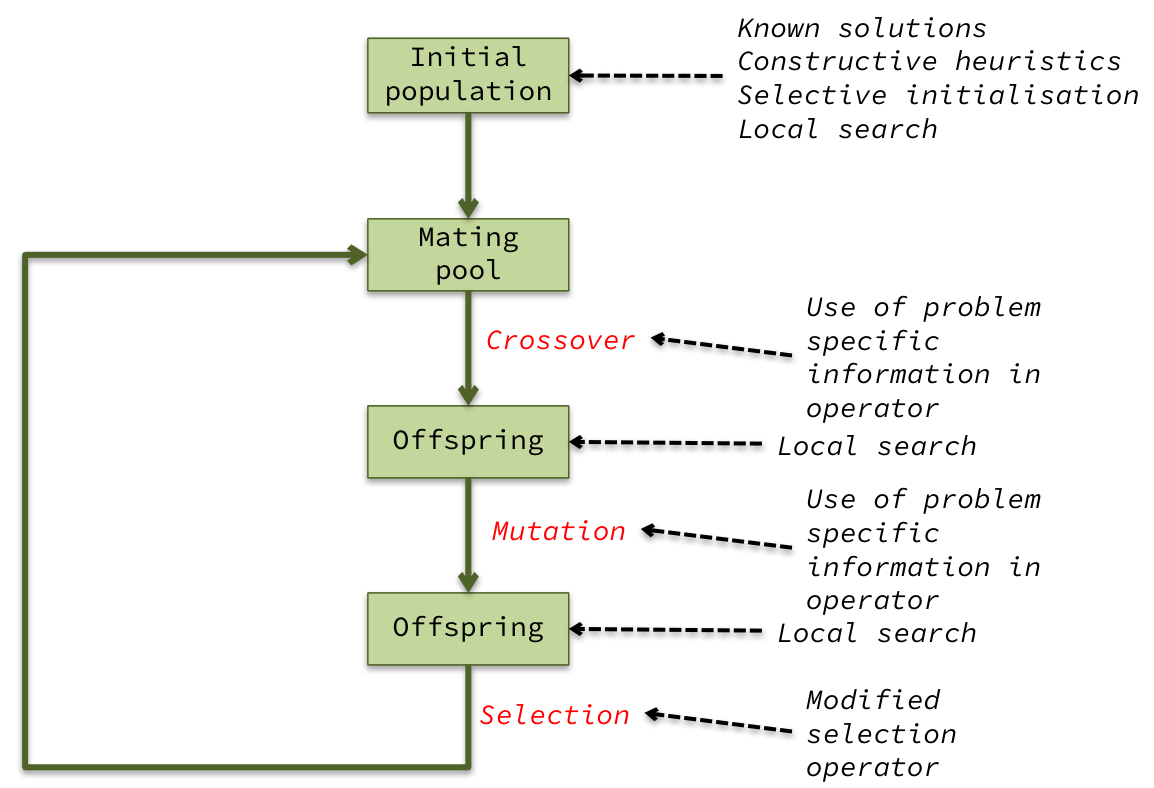 Initial
population
Known solutions
Constructive heuristics
Selective initialisation
Local search
Mating
pool
Crossover
Use of problem
specific
information in
operator
Offspring
Local search
Mutation
Use of problem
specific
information in
operator
Offspring
Local search
Selection
Modified
selection
operator